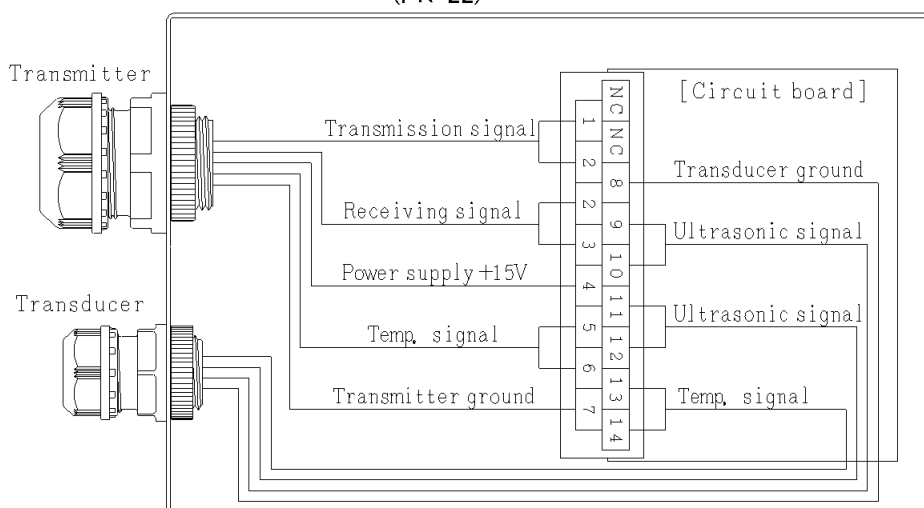 Transmitter
Transducer
[Circuit board]
Transmission signal
Receiving signal
Power supply +15V
Temp. signal
Transmitter ground
1
2
2
3
4
5
6
7
NC
NC
8
9
10
11
12
13
14
Transducer ground
Ultrasonic signal
Ultrasonic signal
Temp. signal